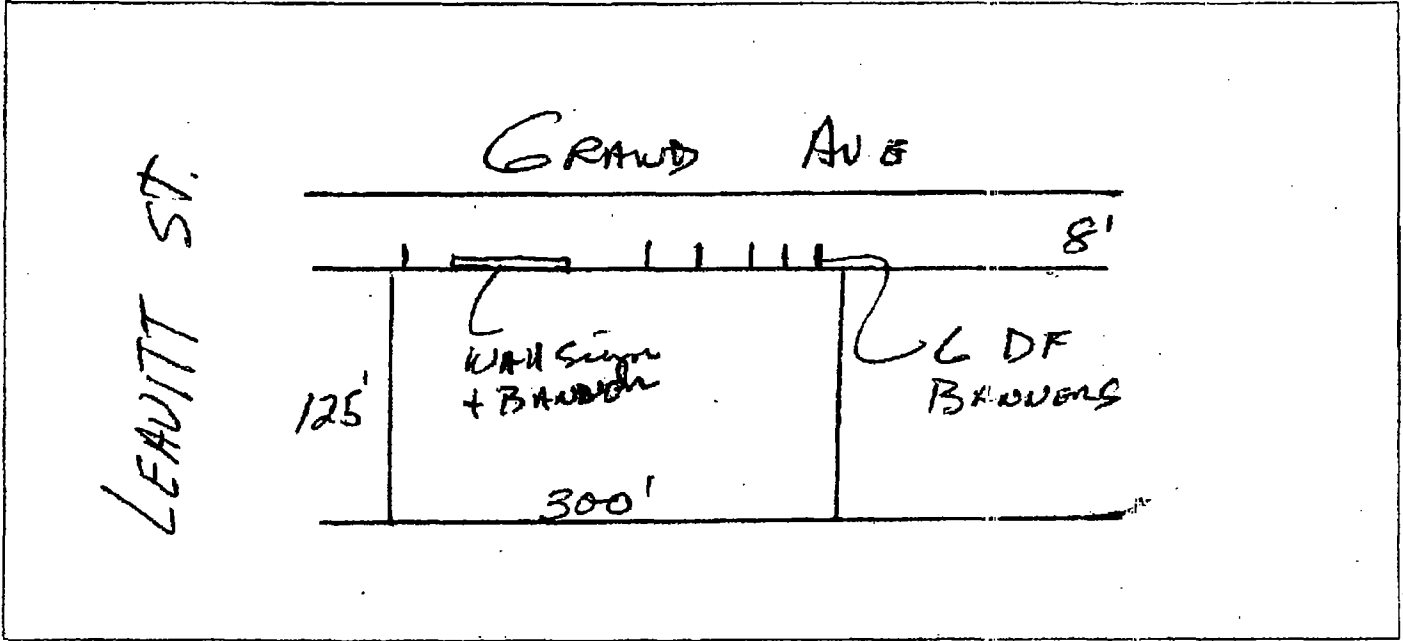 GRAND AVE
LEAVITT ST.
8'
WAll Sign
+ BANNER
6 DF
BANNERS
125'
300'